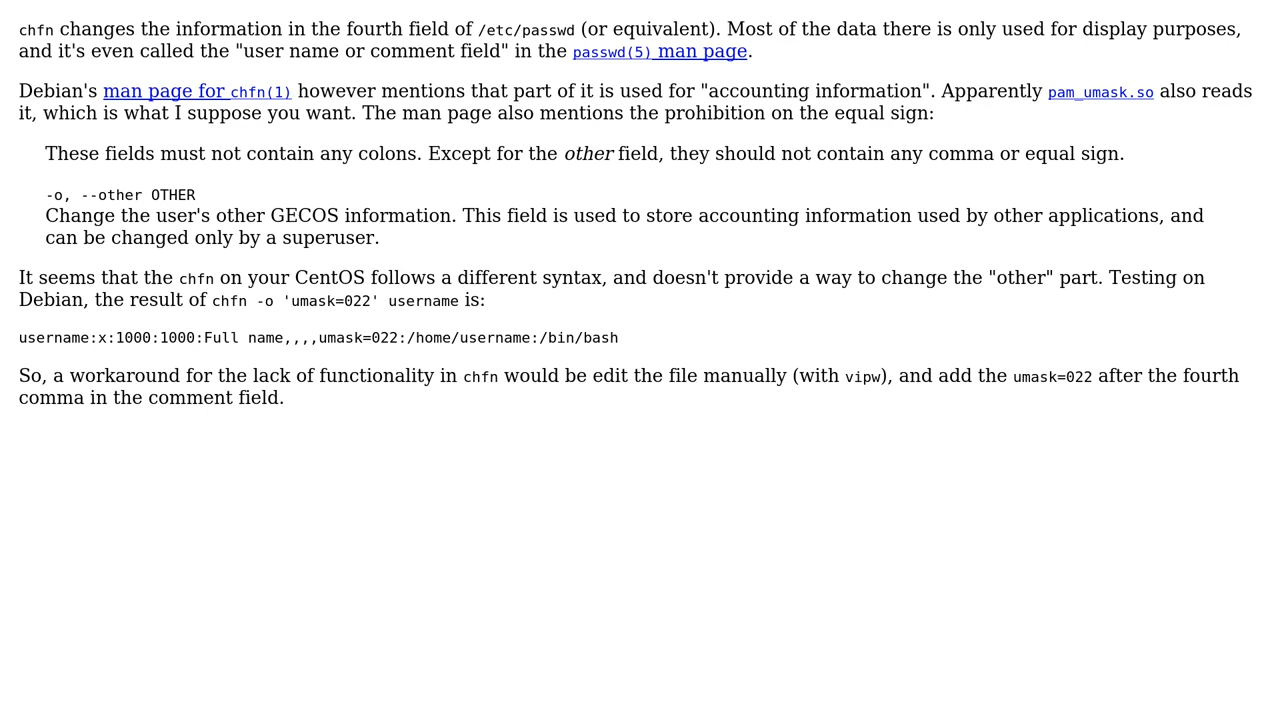 chfn changes the information in the fourth field of /etc/passwd (or equivalent). Most of the data there is only used for display purposes,
and it's even called the "user name or comment field" in the passwd(5) man page.
Debian's man page for chfn(1) however mentions that part of it is used for "accounting information". Apparently pam_umask.so also reads
it, which is what I suppose you want. The man page also mentions the prohibition on the equal sign:
These fields must not contain any colons. Except for the other field, they should not contain any comma or equal sign.
-o, --other OTHER
Change the user's other GECOS information. This field is used to store accounting information used by other applications, and
can be changed only by a superuser.
It seems that the chfn on your CentOS follows a different syntax, and doesn't provide a way to change the "other" part. Testing on
Debian, the result of chfn -o 'umask=022' username is:
username:x:1000:1000:Full name,,,,umask=022:/home/username:/bin/bash
So, a workaround for the lack of functionality in chfn would be edit the file manually (with vipw), and add the umask=022 after the fourth
comma in the comment field.